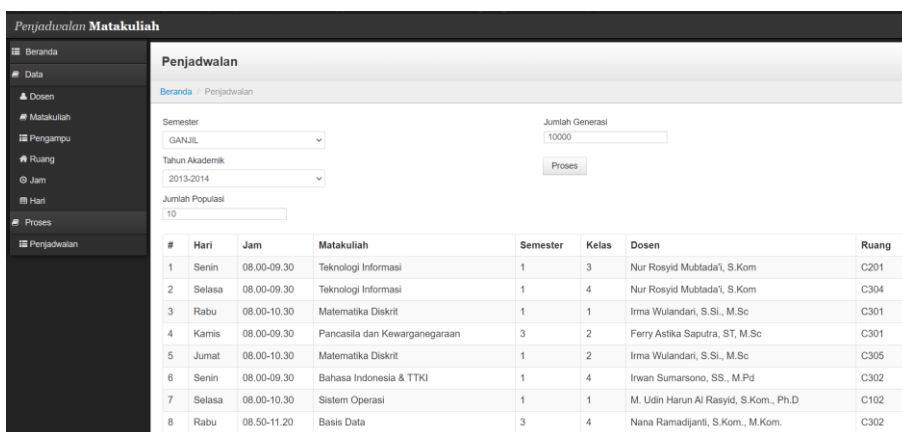 Penjadwalan Matakuliah
Beranda
Data
Dosen
Matakuliah
Pengampu
Ruang
Jam
Hari
Proses
Penjadwalan
Penjadwalan
Beranda / Penjadwalan
Semester
GANJIL
Tahun Akademik
2013-2014
Jumlah Populasi
10
Jumlah Generasi
10000
Proses
# Hari Jam Matakuliah Semester Kelas Dosen Ruang
1 Senin 08.00-09.30 Teknologi Informasi 1 3 Nur Rosyid Mubtada'i, S.Kom C201
2 Selasa 08.00-09.30 Teknologi Informasi 1 4 Nur Rosyid Mubtada'i, S.Kom C304
3 Rabu 08.00-10.30 Matematika Diskrit 1 1 Irma Wulandari, S.Si., M.Sc C301
4 Kamis 08.00-09.30 Pancasila dan Kewarganegaraan 3 2 Ferry Astika Saputra, ST, M.Sc C301
5 Jumat 08.00-10.30 Matematika Diskrit 1 2 Irma Wulandari, S.Si., M.Sc C305
6 Senin 08.00-09.30 Bahasa Indonesia & TTKI 1 4 Irwan Sumarsono, SS., M.Pd C302
7 Selasa 08.00-10.30 Sistem Operasi 1 1 M. Udin Harun Al Rasyid, S.Kom., Ph.D C102
8 Rabu 08.50-11.20 Basis Data 3 4 Nana Ramadijanti, S.Kom., M.Kom. C302